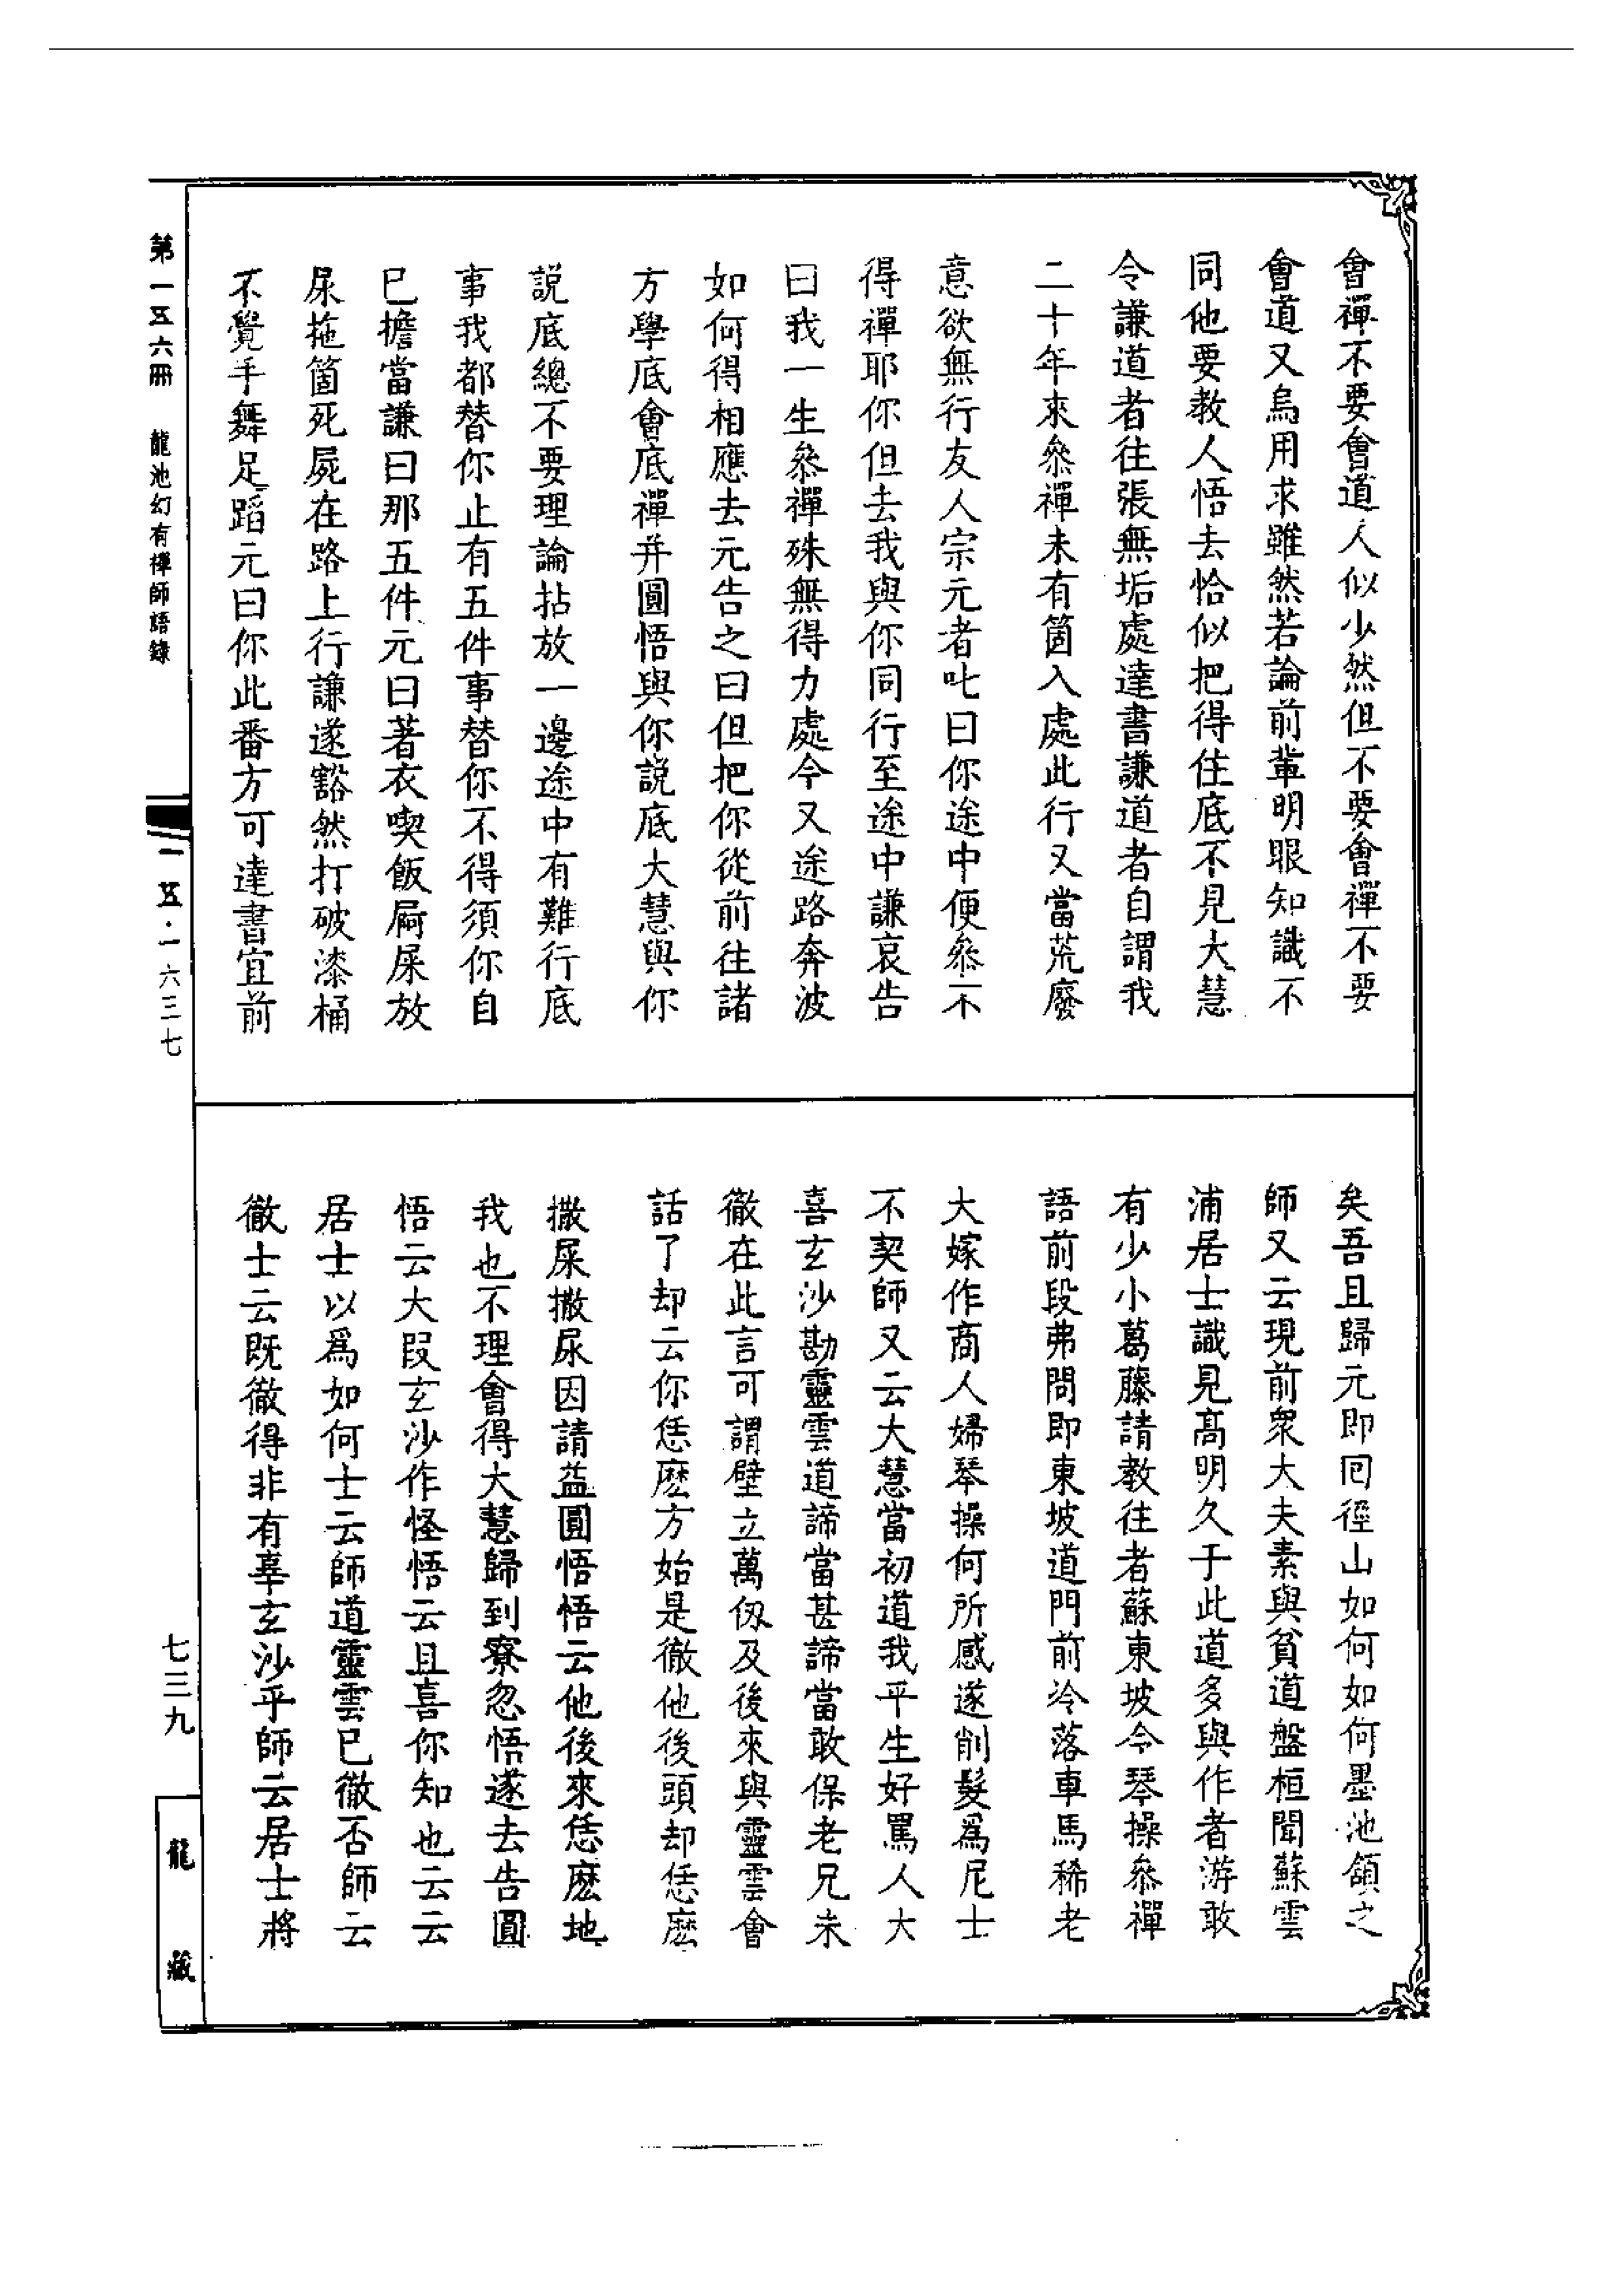 會禪不要會道人似少然但不要會禪不要
會道又烏用求雖然若論前輩明眼知識不
同他要教人悟去恰似把得住底不見大慧
令謙道者往張無垢處達書謙道者自謂我
二十年來叅禪未有箇入處此行又當荒廢
意欲無行友人宗元者叱曰你途中便叅不
得禪耶你但去我與你同行至途中謙哀告
曰我一生叅禪殊無得力處今又途路奔波
如何得相應去元告之曰但把你從前往諸
方學底會底禪并圓悟與你説底大慧與你
説底總不要理論拈放一邊途中有難行底
事我都替你止有五件事替你不得須你自
巳擔當謙曰那五件元曰著衣喫飯屙屎放
尿拖箇死屍在路上行謙遂豁然打破漆桶
不覺手舞足蹈元曰你此番方可達書宜前
矣吾且歸元即囘徑山如何如何墨池領之
師又云現前衆大夫素與貧道盤桓聞蘇雲
浦居士識見高明久于此道多與作者游敢
有少小葛藤請教往者蘇東坡令琴操叅禪
語前段弗問即東坡道門前冷落車馬稀老
大嫁作商人婦琴操何所感遂削髮爲尼士
不契師又云大慧當初道我平生好罵人大
喜玄沙勘靈雲道諦當甚諦當敢保老兄未
徹在此言可謂壁立萬仭及後來與靈雲會
話了却云你恁麽方始是徹他後頭却恁麽
撒屎撒尿因請益圓悟悟云他後來恁麽地
我也不理會得大慧歸到寮忽悟遂去告圓
悟云大叚玄沙作怪悟云且喜你知也云云
居士以爲如何士云師道靈雲已徹否師云
徹士云既徹得非有辜玄沙乎師云居士將
第一五六冊　龍池幻有禪師語錄
一五·一六三七
七三九
龍藏